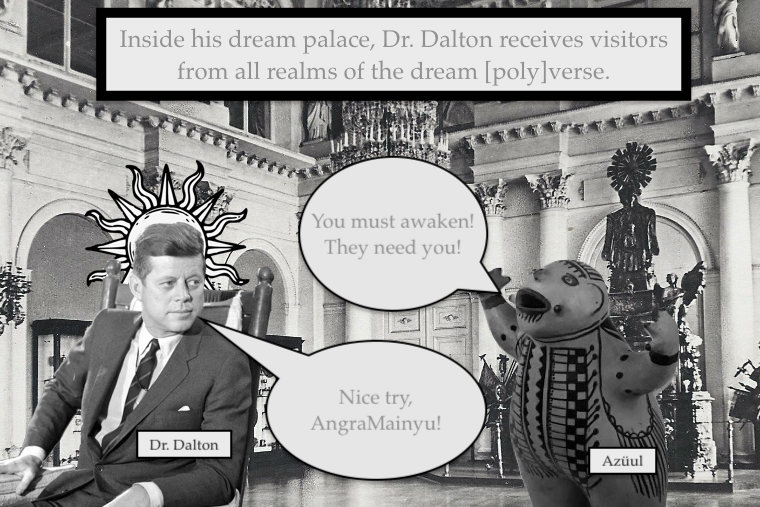 Inside his dream palace, Dr. Dalton receives visitors
from all realms of the dream [poly]verse.
You must awaken!
They need you!
Nice try,
AngraMainyu!
Dr. Dalton
Azüul